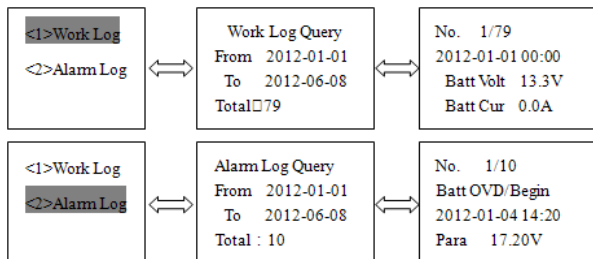 <1>Work Log
<2>Alarm Log
Work Log Query
From 2012-01-01
To 2012-06-08
Total□79
No. 1/79
2012-01-01 00:00
Batt Volt 13.3V
Batt Cur 0.0A
<1>Work Log
<2>Alarm Log
Alarm Log Query
From 2012-01-01
To 2012-06-08
Total : 10
No. 1/10
Batt OVD/Begin
2012-01-04 14:20
Para 17.20V